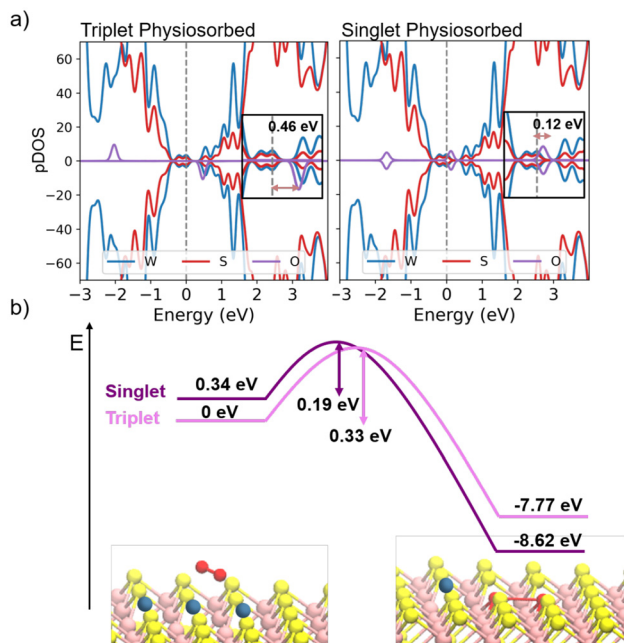 a)
Triplet Physiosorbed
Singlet Physiosorbed
pDOS
60
40
20
0
−20
−40
−60
0.46 eV
0.12 eV
W S O
W S O
−3 −2 −1 0 1 2 3
−3 −2 −1 0 1 2 3
Energy (eV)
Energy (eV)
b)
E
Singlet
0.34 eV
Triplet
0 eV
0.19 eV
0.33 eV
-7.77 eV
-8.62 eV